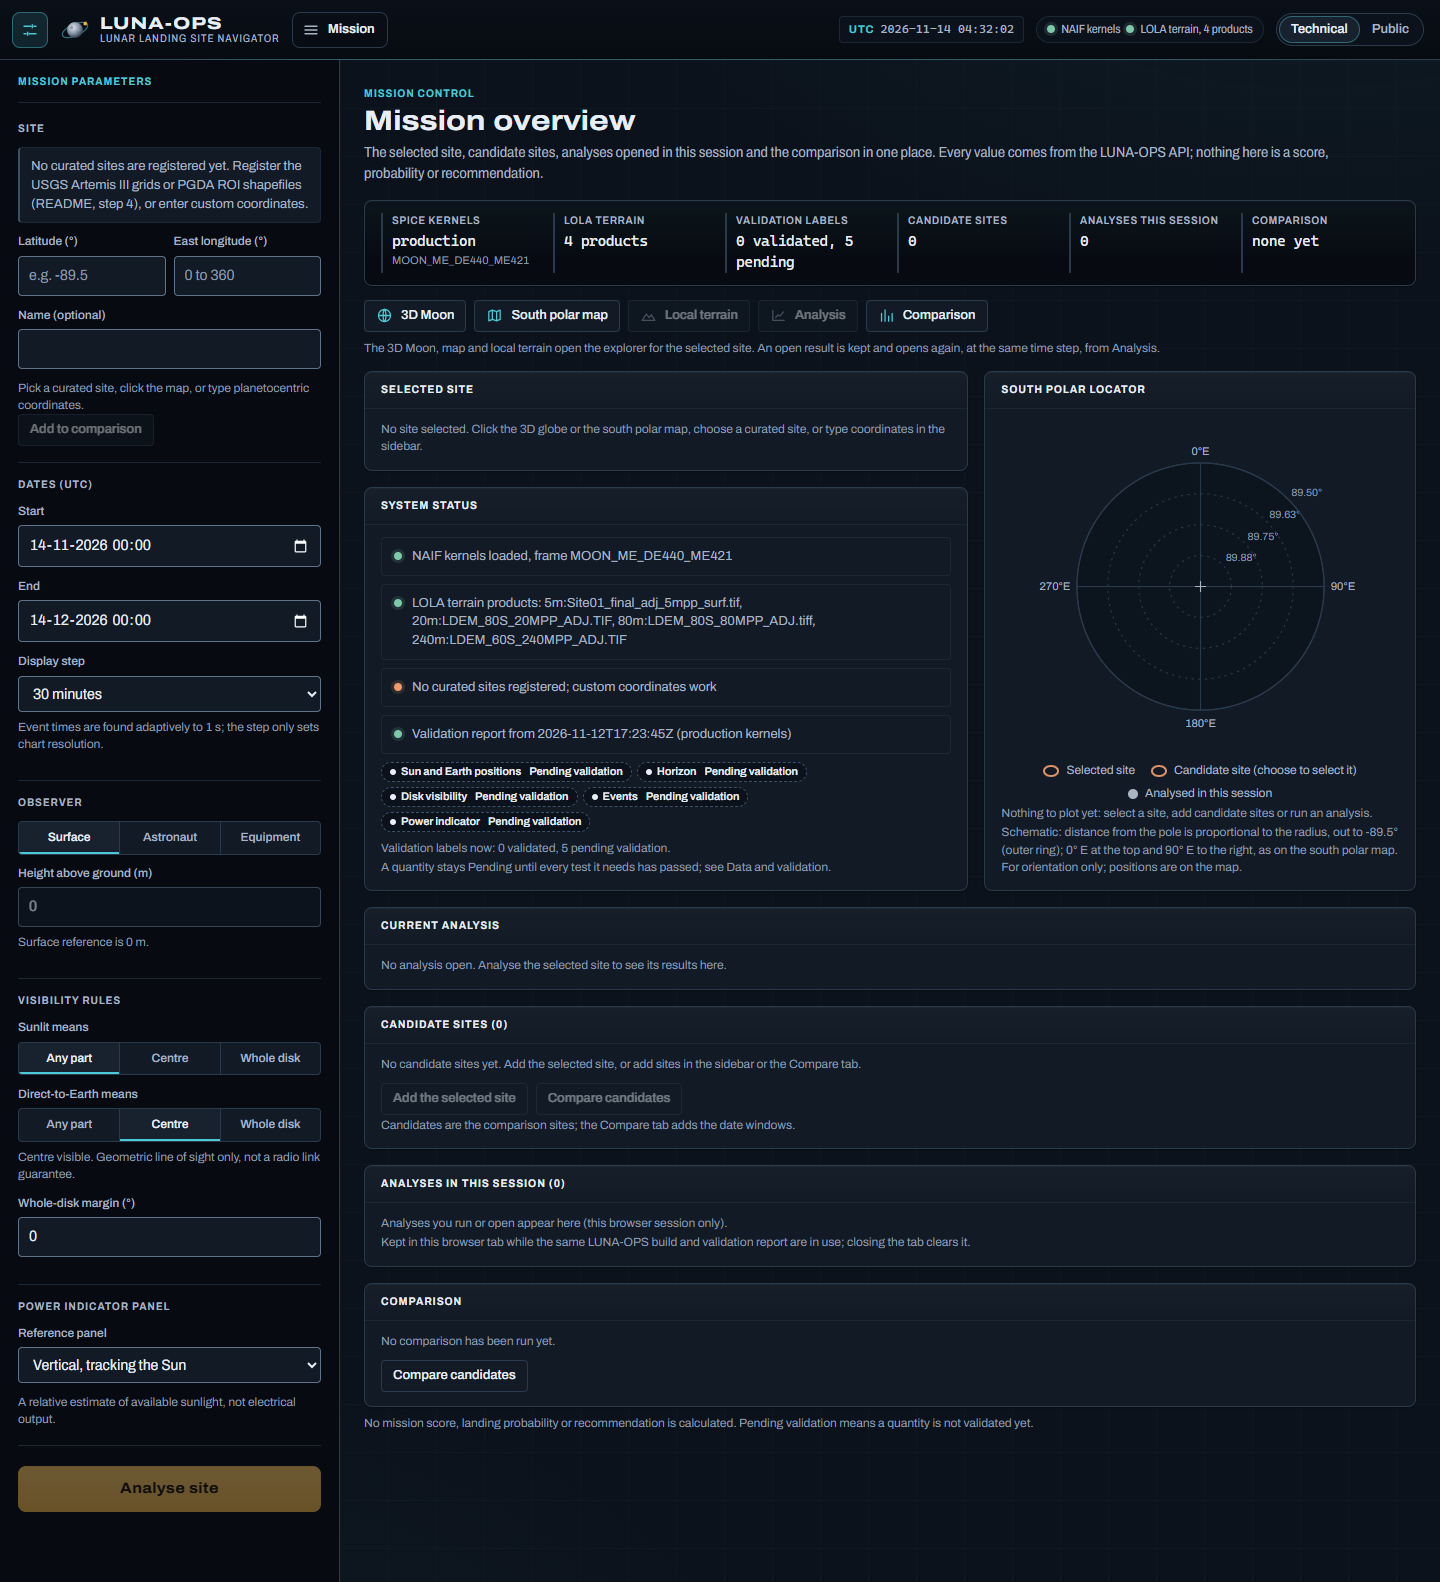 LUNA-OPS
LUNAR LANDING SITE NAVIGATOR
Mission
UTC 2026-11-14 04:32:02
NAIF kernels
LOLA terrain, 4 products
Technical
Public
MISSION PARAMETERS
SITE
No curated sites are registered yet. Register the
USGS Artemis III grids or PGDA ROI shapefiles
(README, step 4), or enter custom coordinates.
Latitude (°)
East longitude (°)
e.g. -89.5
0 to 360
Name (optional)
Pick a curated site, click the map, or type planetocentric
coordinates.
Add to comparison
DATES (UTC)
Start
14-11-2026 00:00
End
14-12-2026 00:00
Display step
30 minutes
Event times are found adaptively to 1 s; the step only sets
chart resolution.
OBSERVER
Surface
Astronaut
Equipment
Height above ground (m)
0
Surface reference is 0 m.
VISIBILITY RULES
Sunlit means
Any part
Centre
Whole disk
Direct-to-Earth means
Any part
Centre
Whole disk
Centre visible. Geometric line of sight only, not a radio link
guarantee.
Whole-disk margin (°)
0
POWER INDICATOR PANEL
Reference panel
Vertical, tracking the Sun
A relative estimate of available sunlight, not electrical
output.
Analyse site
MISSION CONTROL
Mission overview
The selected site, candidate sites, analyses opened in this session and the comparison in one place. Every value comes from the LUNA-OPS API; nothing here is a score,
probability or recommendation.
SPICE KERNELS
production
MOON_ME_DE440_ME421
LOLA TERRAIN
4 products
VALIDATION LABELS
0 validated, 5
pending
CANDIDATE SITES
0
ANALYSES THIS SESSION
0
COMPARISON
none yet
3D Moon
South polar map
Local terrain
Analysis
Comparison
The 3D Moon, map and local terrain open the explorer for the selected site. An open result is kept and opens again, at the same time step, from Analysis.
SELECTED SITE
No site selected. Click the 3D globe or the south polar map, choose a curated site, or type coordinates in the
sidebar.
SYSTEM STATUS
NAIF kernels loaded, frame MOON_ME_DE440_ME421
LOLA terrain products: 5m:Site01_final_adj_5mpp_surf.tif,
20m:LDEM_80S_20MPP_ADJ.TIF, 80m:LDEM_80S_80MPP_ADJ.tiff,
240m:LDEM_60S_240MPP_ADJ.TIF
No curated sites registered; custom coordinates work
Validation report from 2026-11-12T17:23:45Z (production kernels)
Sun and Earth positions Pending validation
Horizon Pending validation
Disk visibility Pending validation
Events Pending validation
Power indicator Pending validation
Validation labels now: 0 validated, 5 pending validation.
A quantity stays Pending until every test it needs has passed; see Data and validation.
SOUTH POLAR LOCATOR
0°E
89.50°
89.63°
89.75°
89.88°
270°E
90°E
180°E
Selected site
Candidate site (choose to select it)
Analysed in this session
Nothing to plot yet: select a site, add candidate sites or run an analysis.
Schematic: distance from the pole is proportional to the radius, out to -89.5°
(outer ring); 0° E at the top and 90° E to the right, as on the south polar map.
For orientation only; positions are on the map.
CURRENT ANALYSIS
No analysis open. Analyse the selected site to see its results here.
CANDIDATE SITES (0)
No candidate sites yet. Add the selected site, or add sites in the sidebar or the Compare tab.
Add the selected site
Compare candidates
Candidates are the comparison sites; the Compare tab adds the date windows.
ANALYSES IN THIS SESSION (0)
Analyses you run or open appear here (this browser session only).
Kept in this browser tab while the same LUNA-OPS build and validation report are in use; closing the tab clears it.
COMPARISON
No comparison has been run yet.
Compare candidates
No mission score, landing probability or recommendation is calculated. Pending validation means a quantity is not validated yet.